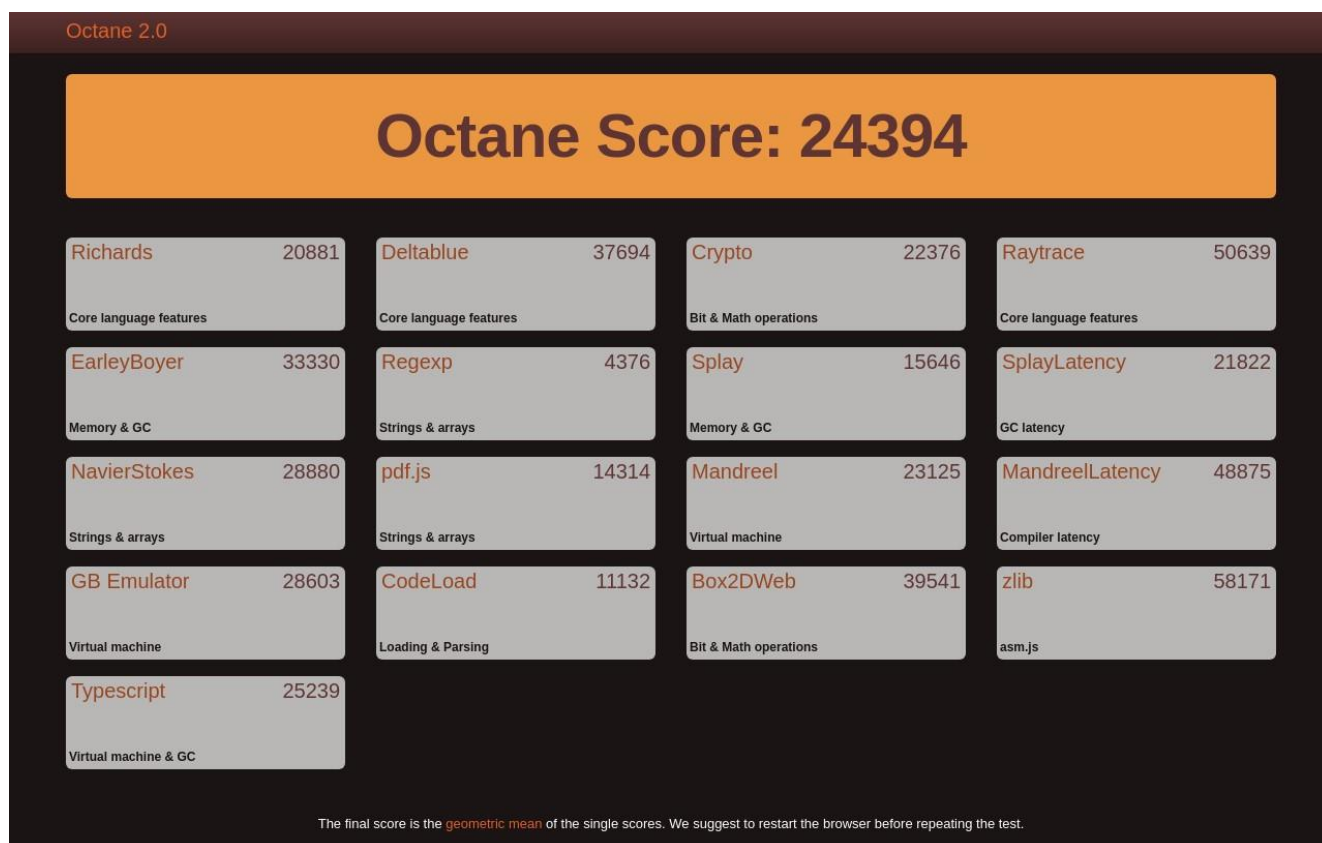 Octane 2.0
Octane Score: 24394
Richards 20881
Core language features
Deltablue 37694
Core language features
Crypto 22376
Bit & Math operations
Raytrace 50639
Core language features
EarleyBoyer 33330
Memory & GC
Regexp 4376
Strings & arrays
Splay 15646
Memory & GC
SplayLatency 21822
GC latency
NavierStokes 28880
Strings & arrays
pdf.js 14314
Strings & arrays
Mandreel 23125
Virtual machine
MandreelLatency 48875
Compiler latency
GB Emulator 28603
Virtual machine
CodeLoad 11132
Loading & Parsing
Box2DWeb 39541
Bit & Math operations
zlib 58171
asm.js
Typescript 25239
Virtual machine & GC
The final score is the geometric mean of the single scores. We suggest to restart the browser before repeating the test.